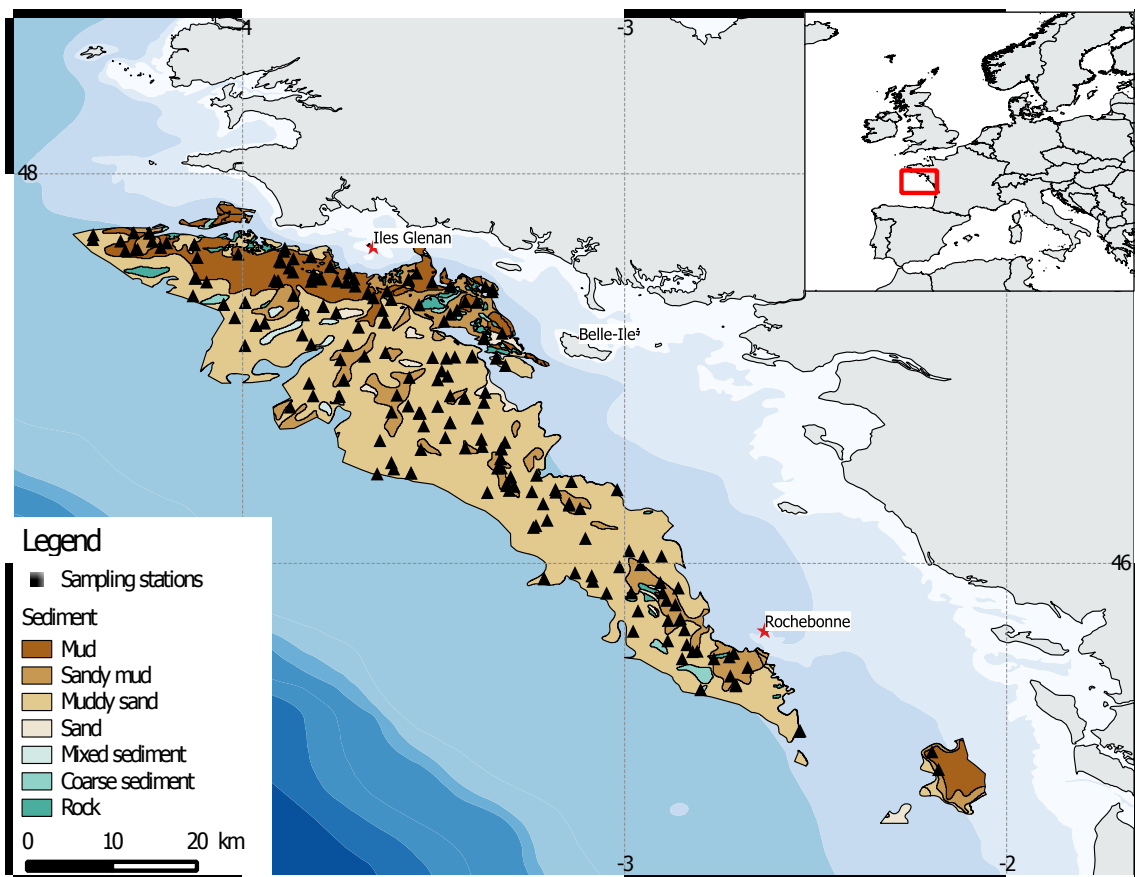 4
-3
48
Iles Glenan
Belle-Ile
46
Rochebonne
Legend
Sampling stations
Sediment
Mud
Sandy mud
Muddy sand
Sand
Mixed sediment
Coarse sediment
Rock
0 10 20 km
-3
-2